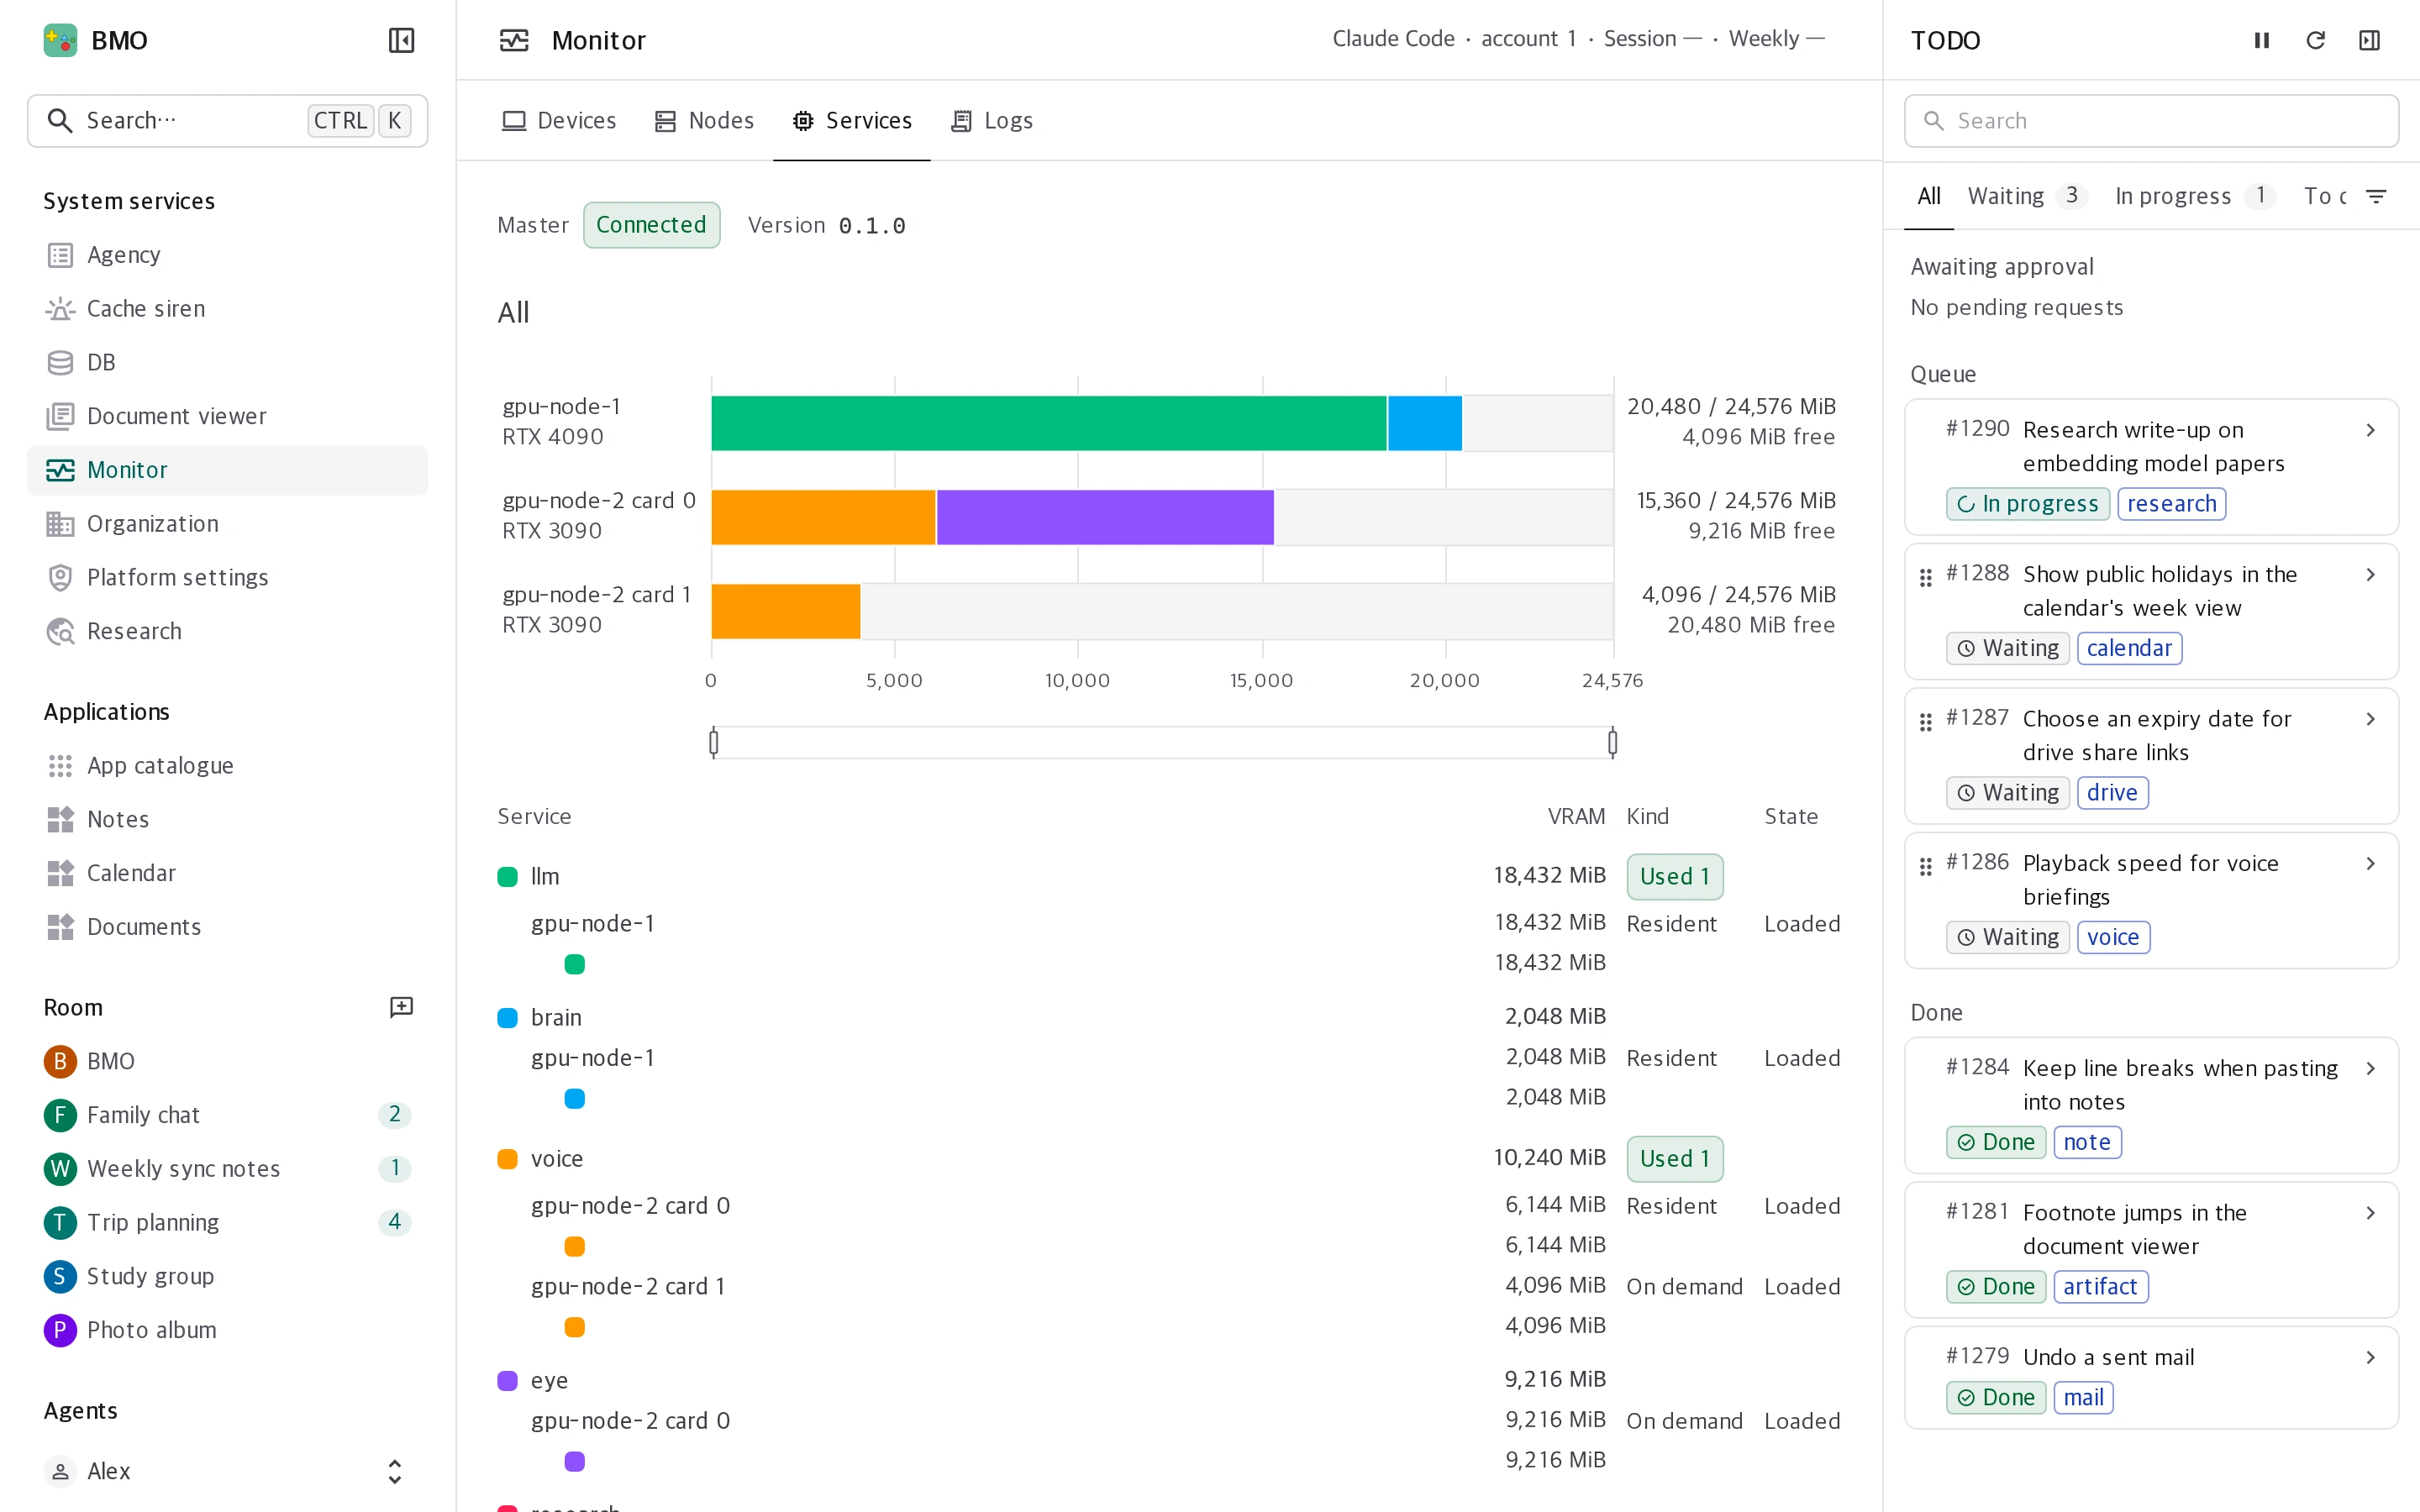 BMO
Search…
CTRL K
System services
Agency
Cache siren
DB
Document viewer
Monitor
Organization
Platform settings
Research
Applications
App catalogue
Notes
Calendar
Documents
Room
B BMO
F Family chat 2
W Weekly sync notes 1
T Trip planning 4
S Study group
P Photo album
Agents
Alex
Monitor
Claude Code · account 1 · Session — · Weekly —
Devices
Nodes
Services
Logs
Master Connected Version 0.1.0
All
gpu-node-1
RTX 4090
20,480 / 24,576 MiB
4,096 MiB free
gpu-node-2 card 0
RTX 3090
15,360 / 24,576 MiB
9,216 MiB free
gpu-node-2 card 1
RTX 3090
4,096 / 24,576 MiB
20,480 MiB free
0 5,000 10,000 15,000 20,000 24,576
Service VRAM Kind State
llm 18,432 MiB Used 1
gpu-node-1 18,432 MiB Resident Loaded
18,432 MiB
brain 2,048 MiB
gpu-node-1 2,048 MiB Resident Loaded
2,048 MiB
voice 10,240 MiB Used 1
gpu-node-2 card 0 6,144 MiB Resident Loaded
6,144 MiB
gpu-node-2 card 1 4,096 MiB On demand Loaded
4,096 MiB
eye 9,216 MiB
gpu-node-2 card 0 9,216 MiB On demand Loaded
9,216 MiB
TODO
Search
All Waiting 3 In progress 1 To
Awaiting approval
No pending requests
Queue
#1290 Research write-up on
embedding model papers
In progress research
#1288 Show public holidays in the
calendar's week view
Waiting calendar
#1287 Choose an expiry date for
drive share links
Waiting drive
#1286 Playback speed for voice
briefings
Waiting voice
Done
#1284 Keep line breaks when pasting
into notes
Done note
#1281 Footnote jumps in the
document viewer
Done artifact
#1279 Undo a sent mail
Done mail